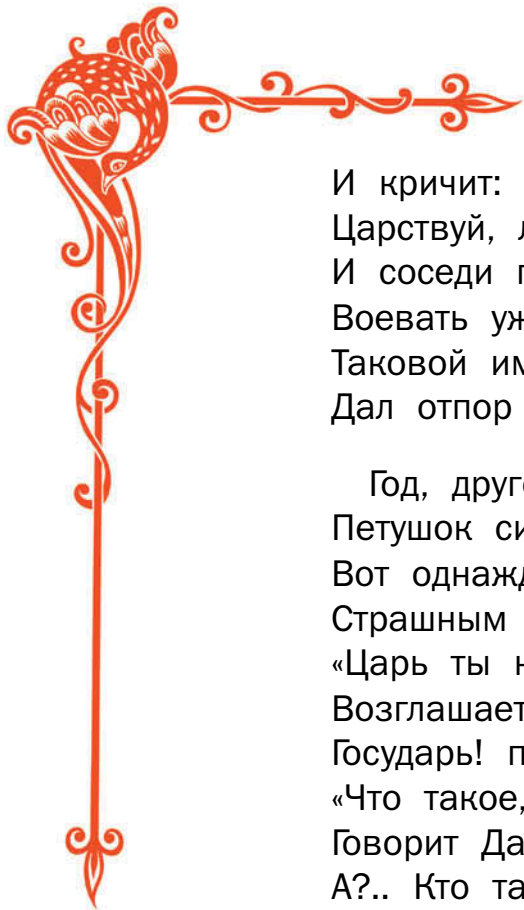 И кричит:
Царствуй,
И соседи
Воевать
Таковой
Дал отпор

Год,
Петушок
Вот
Страшным
«Царь ты
Возглашает
Государь!
«Что такое,
Говорит
А?.. Кто